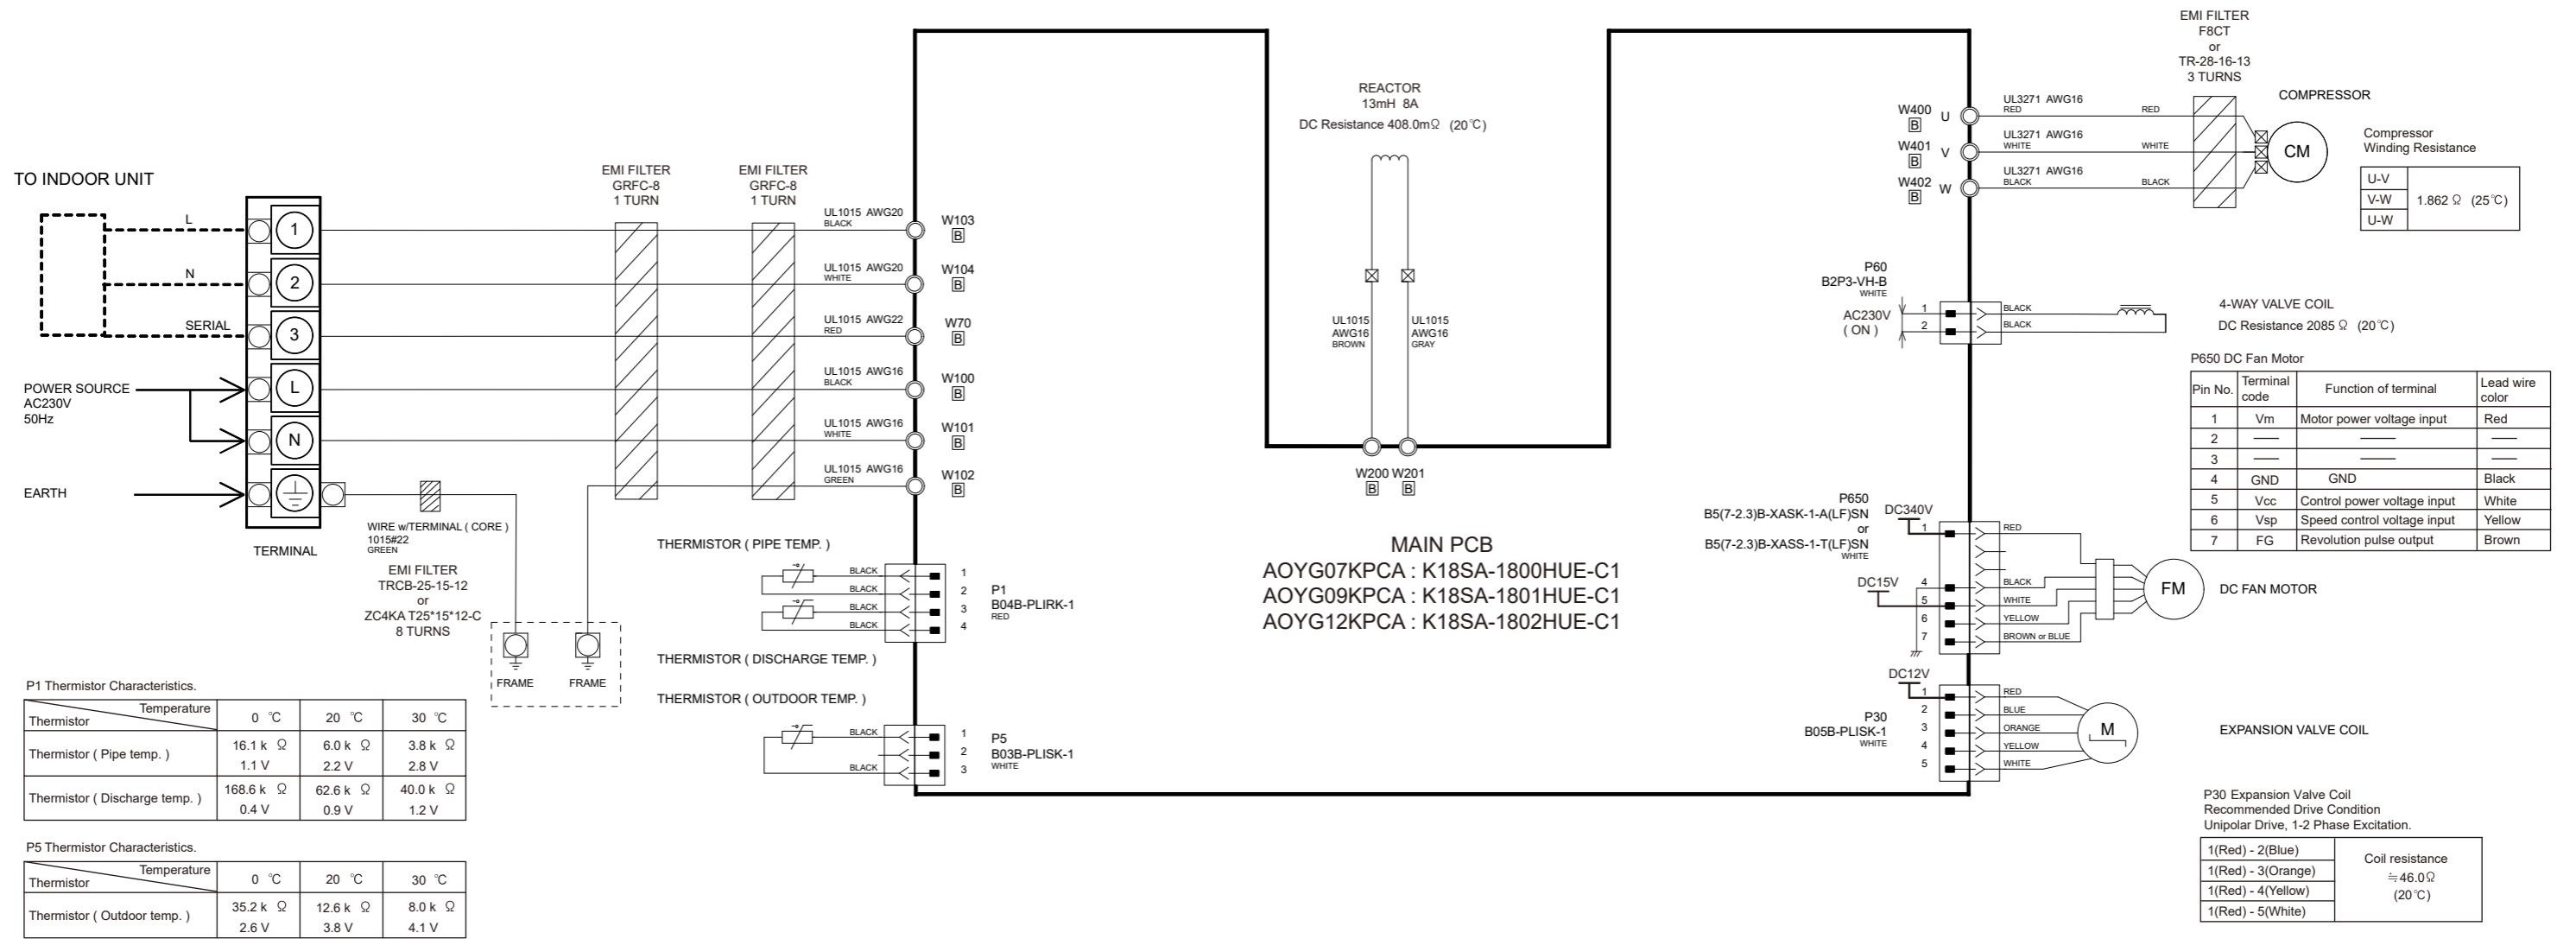 TO INDOOR UNIT
L
N
SERIAL
POWER SOURCE
AC230V
50Hz
EARTH
1
2
3
L
N
TERMINAL
WIRE w/TERMINAL ( CORE )
1015#22
GREEN
EMI FILTER
TRCB-25-15-12
or
ZC4KA T25*15*12-C
8 TURNS
FRAME
FRAME
EMI FILTER
GRFC-8
1 TURN
EMI FILTER
GRFC-8
1 TURN
UL1015 AWG20
BLACK
W103
B
UL1015 AWG20
WHITE
W104
B
UL1015 AWG22
RED
W70
B
UL1015 AWG16
BLACK
W100
B
UL1015 AWG16
WHITE
W101
B
UL1015 AWG16
GREEN
W102
B
THERMISTOR ( PIPE TEMP. )
BLACK
BLACK
BLACK
BLACK
1
2
3
4
P1
B04B-PLIRK-1
RED
THERMISTOR ( DISCHARGE TEMP. )
THERMISTOR ( OUTDOOR TEMP. )
BLACK
BLACK
1
2
3
P5
B03B-PLISK-1
WHITE
P1 Thermistor Characteristics.
Temperature
Thermistor
0 ℃ 20 ℃ 30 ℃
Thermistor ( Pipe temp. )
16.1 k Ω 6.0 k Ω 3.8 k Ω
1.1 V 2.2 V 2.8 V
Thermistor ( Discharge temp. )
168.6 k Ω 62.6 k Ω 40.0 k Ω
0.4 V 0.9 V 1.2 V
P5 Thermistor Characteristics.
Temperature
Thermistor
0 ℃ 20 ℃ 30 ℃
Thermistor ( Outdoor temp. )
35.2 k Ω 12.6 k Ω 8.0 k Ω
2.6 V 3.8 V 4.1 V
REACTOR
13mH 8A
DC Resistance 408.0mΩ (20℃)
UL1015
AWG16
BROWN
UL1015
AWG16
GRAY
W200 W201
B B
MAIN PCB
AOYG07KPCA : K18SA-1800HUE-C1
AOYG09KPCA : K18SA-1801HUE-C1
AOYG12KPCA : K18SA-1802HUE-C1
EMI FILTER
F8CT
or
TR-28-16-13
3 TURNS
COMPRESSOR
W400
B
U
UL3271 AWG16
RED
RED
W401
B
V
UL3271 AWG16
WHITE
WHITE
W402
B
W
UL3271 AWG16
BLACK
BLACK
CM
Compressor
Winding Resistance
U-V
V-W
U-W
1.862 Ω (25℃)
P60
B2P3-VH-B
WHITE
AC230V
( ON )
1
2
BLACK
BLACK
4-WAY VALVE COIL
DC Resistance 2085 Ω (20℃)
P650 DC Fan Motor
Pin No. Terminal code Function of terminal Lead wire color
1 Vm Motor power voltage input Red
2
3
4 GND GND Black
5 Vcc Control power voltage input White
6 Vsp Speed control voltage input Yellow
7 FG Revolution pulse output Brown
P650
B5(7-2.3)B-XASK-1-A(LF)SN
or
B5(7-2.3)B-XASS-1-T(LF)SN
WHITE
DC340V
DC15V
1
4
5
6
7
RED
BLACK
WHITE
YELLOW
BROWN or BLUE
FM
DC FAN MOTOR
P30
B05B-PLISK-1
WHITE
DC12V
1
2
3
4
5
RED
BLUE
ORANGE
YELLOW
WHITE
M
EXPANSION VALVE COIL
P30 Expansion Valve Coil
Recommended Drive Condition
Unipolar Drive, 1-2 Phase Excitation.
1(Red) - 2(Blue)
1(Red) - 3(Orange)
1(Red) - 4(Yellow)
1(Red) - 5(White)
Coil resistance
≒46.0Ω
(20℃)